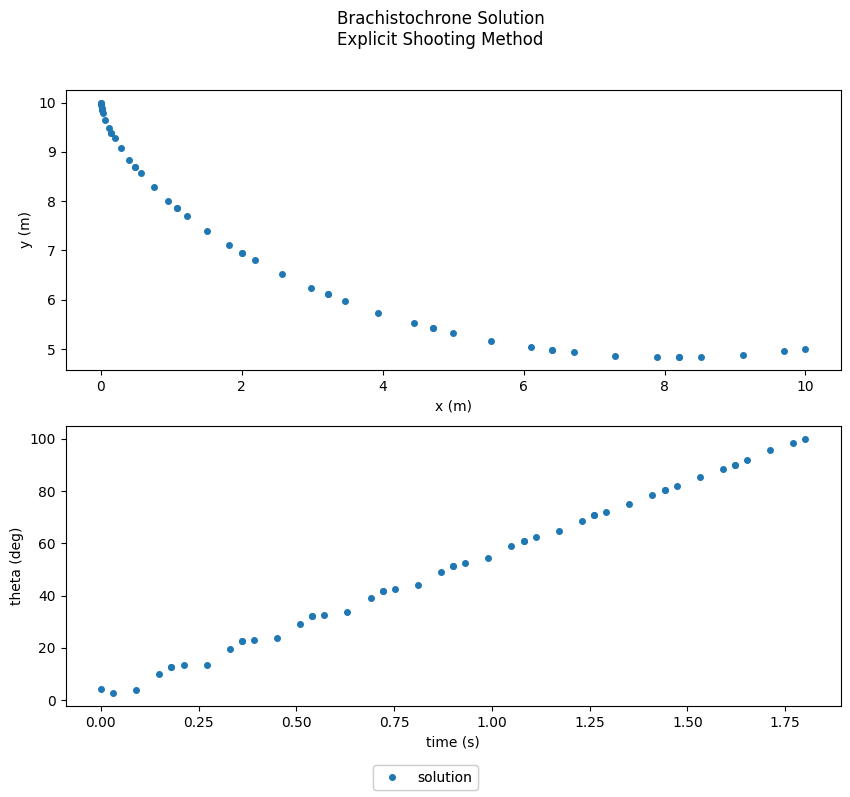 Brachistochrone Solution
Explicit Shooting Method
10
9
8
7
6
5
y (m)
0 2 4 6 8 10
x (m)
100
80
60
40
20
0
theta (deg)
0.00 0.25 0.50 0.75 1.00 1.25 1.50 1.75
time (s)
solution